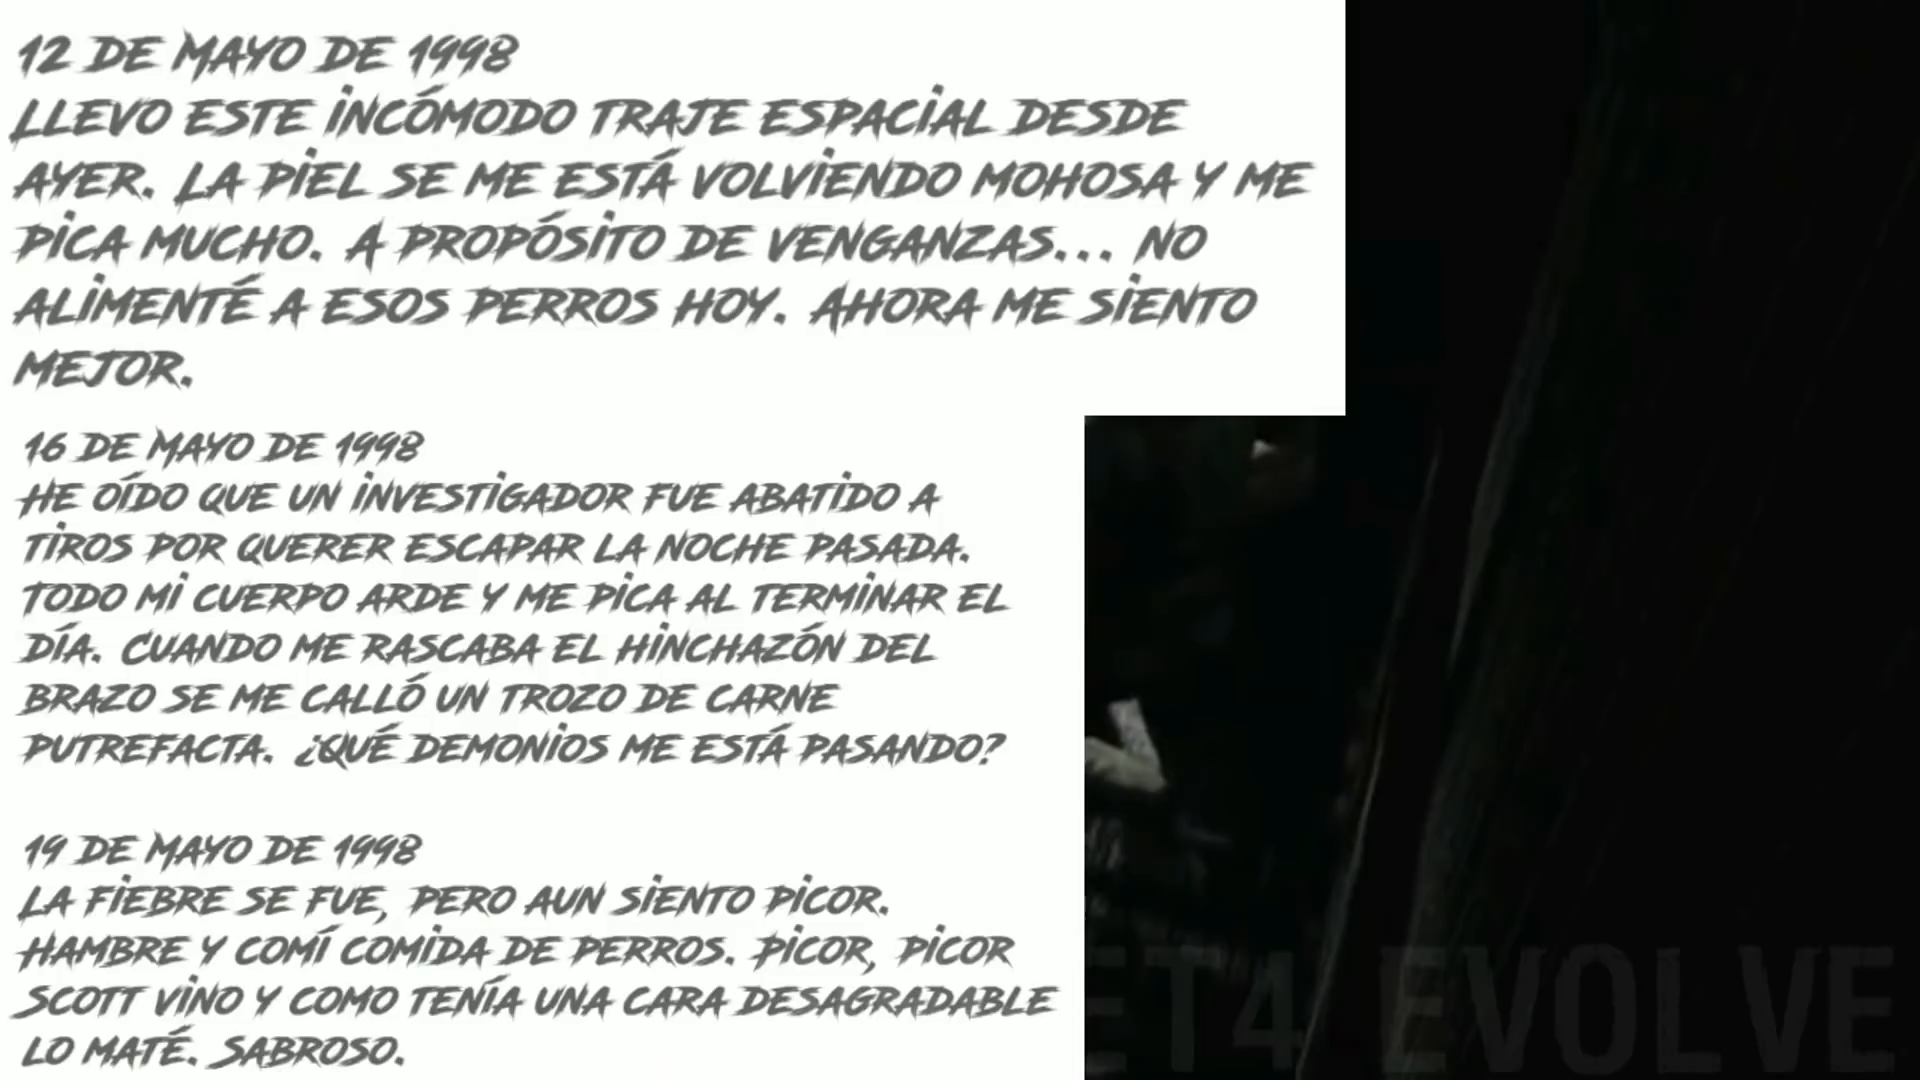 12 DE MAYO DE 1998
LLEVO ESTE INCÓMODO TRAJE ESPACIAL DESDE
AYER. LA PIEL SE ME ESTÁ VOLVIENDO MOHOSA Y ME
PICA MUCHO. A PROPÓSITO DE VENGANZAS... NO
ALIMENTÉ A ESOS PERROS HOY. AHORA ME SIENTO
MEJOR.
16 DE MAYO DE 1998
HE OÍDO QUE UN INVESTIGADOR FUE ABATIDO A
TIROS POR QUERER ESCAPAR LA NOCHE PASADA.
TODO MI CUERPO ARDE Y ME PICA AL TERMINAR EL
DÍA. CUANDO ME RASCABA EL HINCHAZÓN DEL
BRAZO SE ME CALLÓ UN TROZO DE CARNE
PUTREFACTA. ¿QUÉ DEMONIOS ME ESTÁ PASANDO?
19 DE MAYO DE 1998
LA FIEBRE SE FUE, PERO AUN SIENTO PICOR.
HAMBRE Y COMÍ COMIDA DE PERROS. PICOR, PICOR
SCOTT VINO Y COMO TENÍA UNA CARA DESAGRADABLE
LO MATÉ. SABROSO.
ET4 EVOLVE